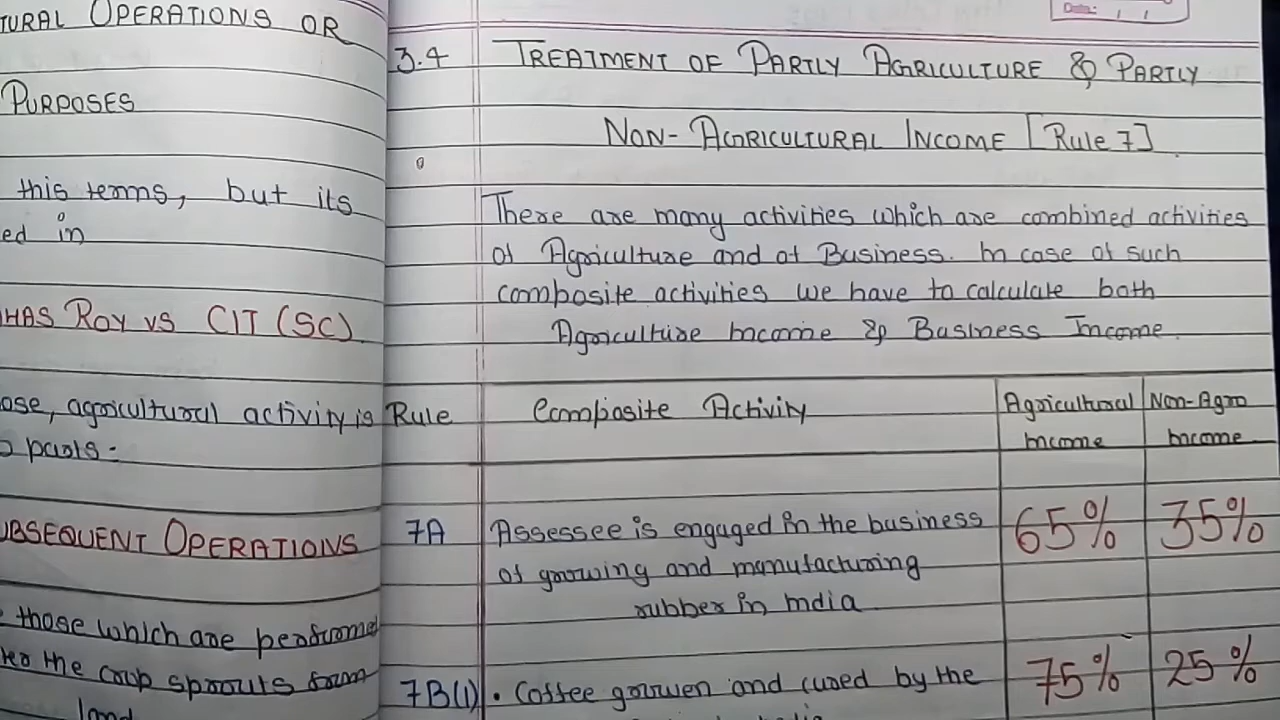 TURAL OPERATIONS OR
PURPOSES
this terms, but its
ed in
HAS ROY VS CIT (SC)
ose, agricultural activity is
parts:-
UBSEQUENT OPERATIONS
those which are performed
the crop sprouts from
land
Date: / /
3.4 TREATMENT OF PARTLY AGRICULTURE & PARTLY
NON-AGRICULTURAL INCOME [Rule 7]
There are many activities which are combined activities
of Agriculture and of Business. In case of such
composite activities we have to calculate both
Agriculture Income & Business Income.
Rule Composite Activity Agricultural Income Non-Agro Income
7A Assessee is engaged in the business 65% 35%
of growing and manufacturing
rubber in India
7B(1) • Coffee grown and cured by the 75% 25%